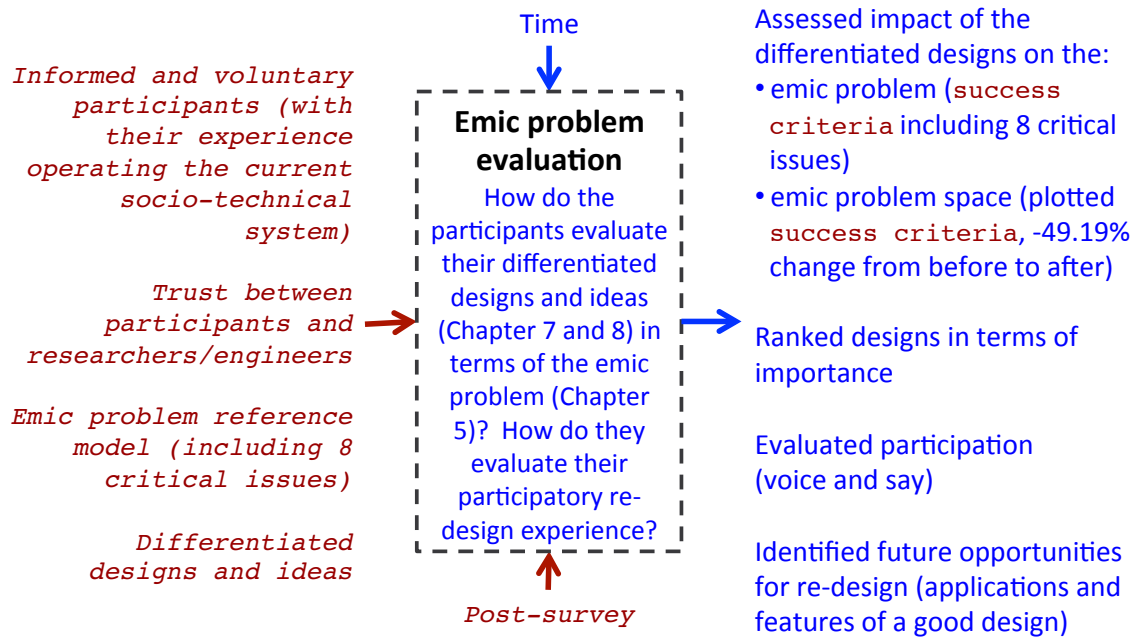 Time
Informed and voluntary
participants (with
their experience
operating the current
socio-technical
system)
Trust between
participants and
researchers/engineers
Emic problem reference
model (including 8
critical issues)
Differentiated
designs and ideas
Emic problem
evaluation
How do the
participants evaluate
their differentiated
designs and ideas
(Chapter 7 and 8) in
terms of the emic
problem (Chapter
5)? How do they
evaluate their
participatory re-
design experience?
Post-survey
Assessed impact of the
differentiated designs on the:
• emic problem (success
criteria including 8 critical
issues)
• emic problem space (plotted
success criteria, -49.19%
change from before to after)
Ranked designs in terms of
importance
Evaluated participation
(voice and say)
Identified future opportunities
for re-design (applications and
features of a good design)